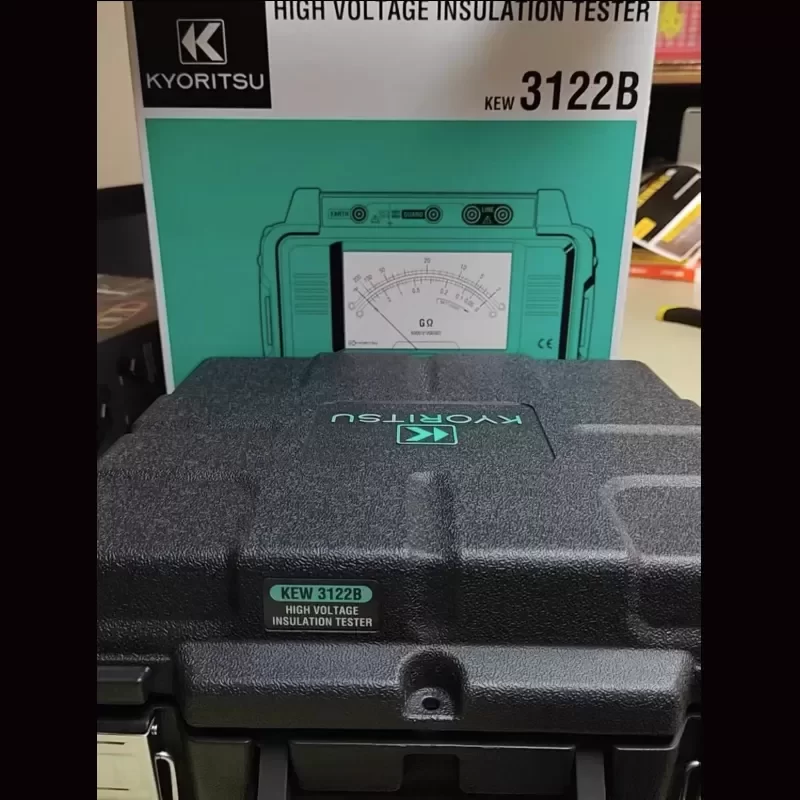 HIGH VOLTAGE INSULATION TESTER
KYORITSU
KEW 3122B
EARTH
GUARD
LINE
GΩ
CE
KYORITSU
KEW 3122B
HIGH VOLTAGE
INSULATION TESTER